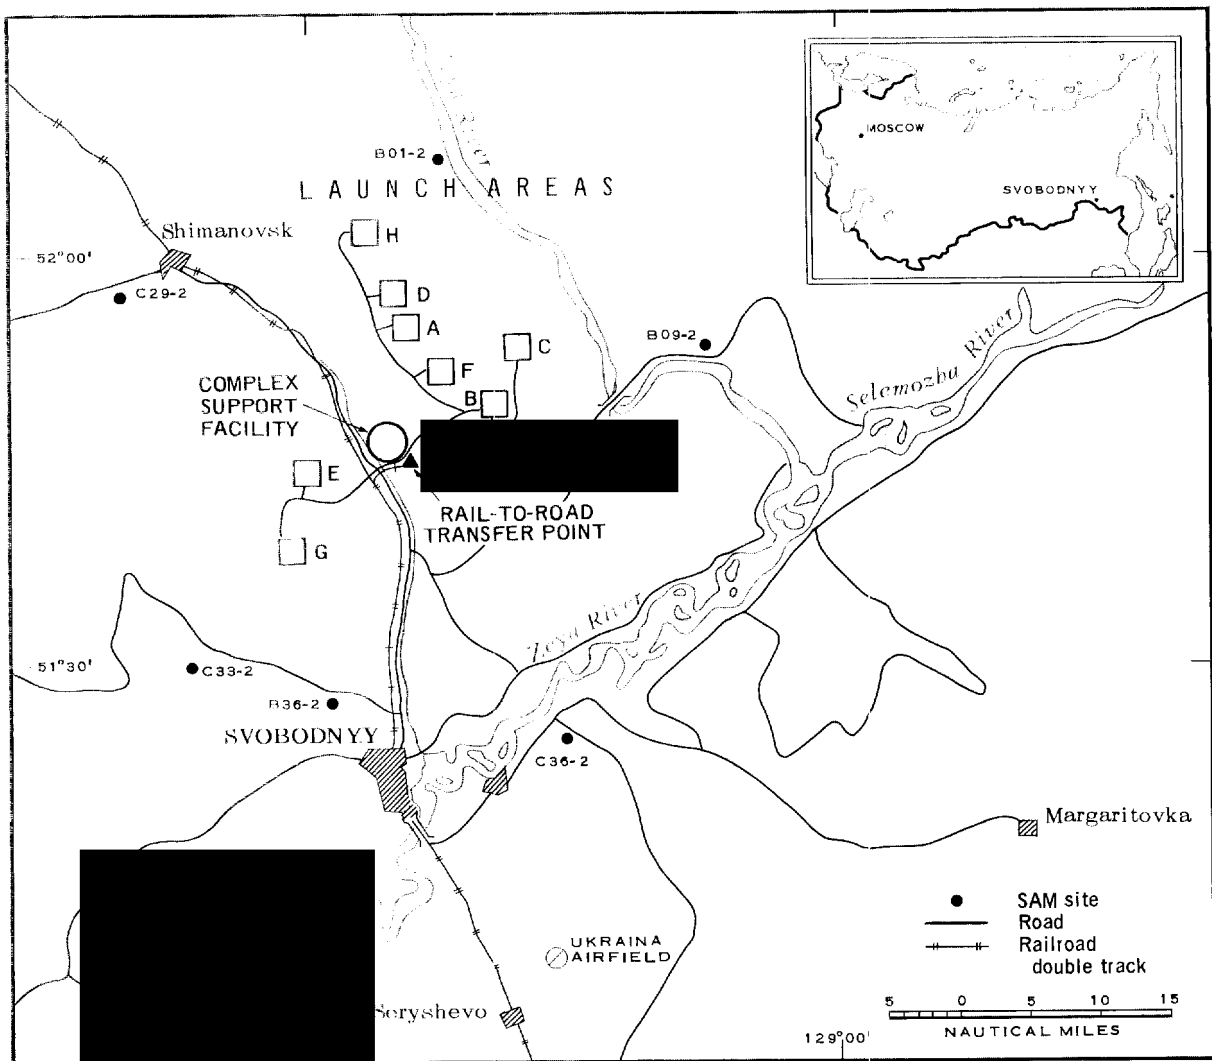 MOSCOW
SVOBODNYY
B01-2
LAUNCH AREAS
River
Shimanovsk
H
52°00'
C29-2
D
A
C
B09-2
F
Selemozha River
COMPLEX
SUPPORT
FACILITY
B
E
RAIL-TO-ROAD
TRANSFER POINT
G
Zeya River
51°30'
C33-2
B36-2
SVOBODNYY
C36-2
Margaritovka
SAM site
Road
Railroad
double track
UKRAINA
AIRFIELD
Seryshevo
5 0 5 10 15
NAUTICAL MILES
129°00'